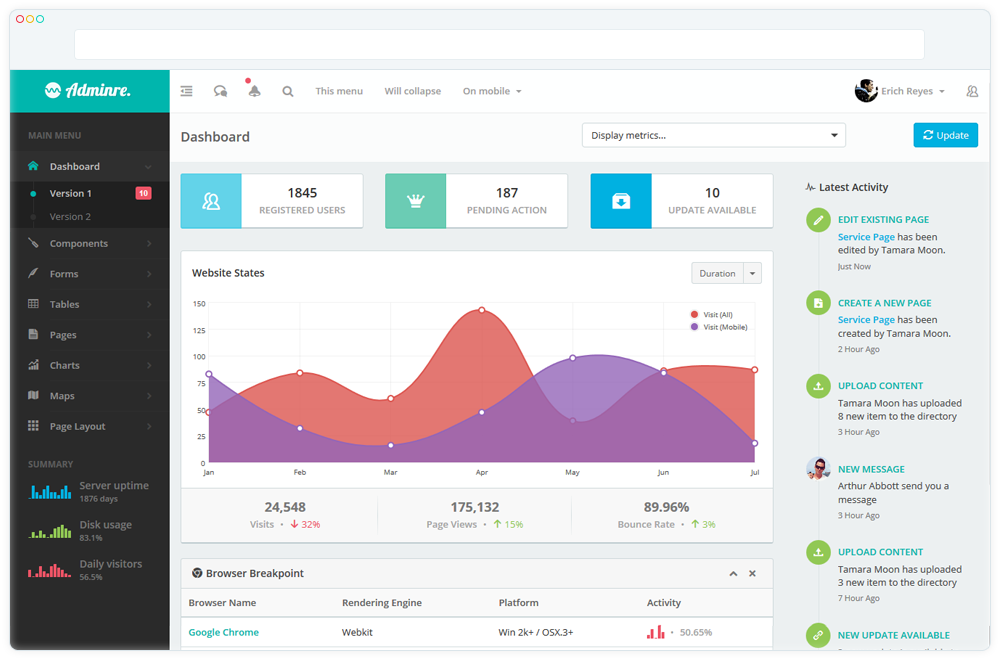 Adminre.
This menu
Will collapse
On mobile
Erich Reyes
MAIN MENU
Dashboard
Version 1
10
Version 2
Components
Forms
Tables
Pages
Charts
Maps
Page Layout
SUMMARY
Server uptime
1876 days
Disk usage
83.1%
Daily visitors
56.5%
Dashboard
Display metrics...
Update
1845
REGISTERED USERS
187
PENDING ACTION
10
UPDATE AVAILABLE
Website States
Duration
150
125
100
75
50
25
0
Jan
Feb
Mar
Apr
May
Jun
Jul
Visit (All)
Visit (Mobile)
24,548
Visits • 32%
175,132
Page Views • 15%
89.96%
Bounce Rate • 3%
Browser Breakpoint
Browser Name Rendering Engine Platform Activity
Google Chrome Webkit Win 2k+ / OSX.3+ • 50.65%
Latest Activity
EDIT EXISTING PAGE
Service Page has been
edited by Tamara Moon.
Just Now
CREATE A NEW PAGE
Service Page has been
created by Tamara Moon.
2 Hour Ago
UPLOAD CONTENT
Tamara Moon has uploaded
8 new item to the directory
3 Hour Ago
NEW MESSAGE
Arthur Abbott send you a
message
3 Hour Ago
UPLOAD CONTENT
Tamara Moon has uploaded
3 new item to the directory
7 Hour Ago
NEW UPDATE AVAILABLE